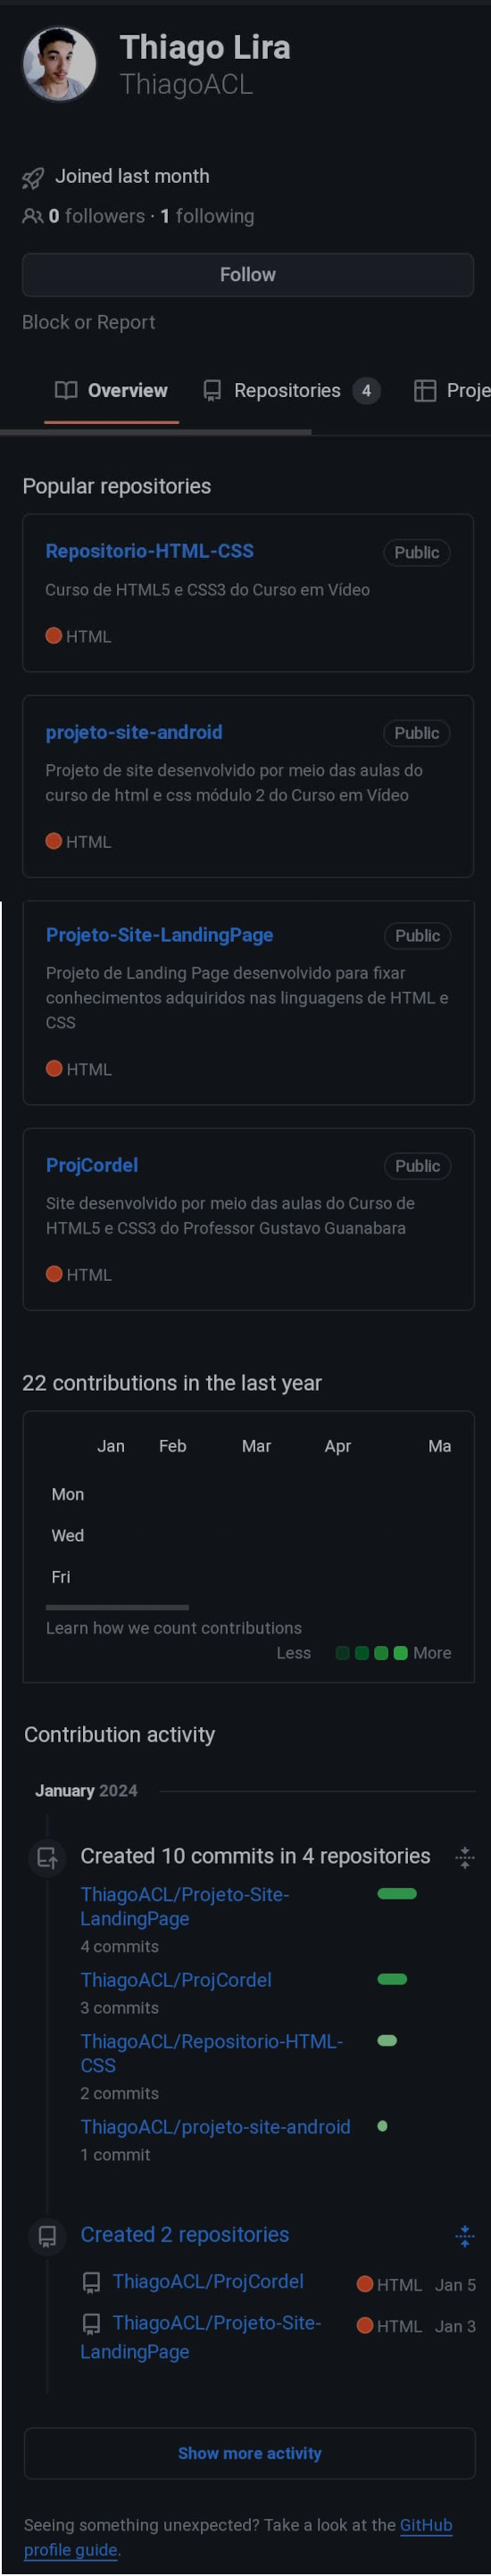 Thiago Lira
ThiagoACL
Joined last month
0 followers · 1 following
Follow
Block or Report
Overview Repositories 4 Proje
Popular repositories
Repositorio-HTML-CSS Public
Curso de HTML5 e CSS3 do Curso em Vídeo
HTML
projeto-site-android Public
Projeto de site desenvolvido por meio das aulas do
curso de html e css módulo 2 do Curso em Vídeo
HTML
Projeto-Site-LandingPage Public
Projeto de Landing Page desenvolvido para fixar
conhecimentos adquiridos nas linguagens de HTML e
CSS
HTML
ProjCordel Public
Site desenvolvido por meio das aulas do Curso de
HTML5 e CSS3 do Professor Gustavo Guanabara
HTML
22 contributions in the last year
Jan Feb Mar Apr Ma
Mon
Wed
Fri
Learn how we count contributions
Less More
Contribution activity
January 2024
Created 10 commits in 4 repositories
ThiagoACL/Projeto-Site-
LandingPage
4 commits
ThiagoACL/ProjCordel
3 commits
ThiagoACL/Repositorio-HTML-
CSS
2 commits
ThiagoACL/projeto-site-android
1 commit
Created 2 repositories
ThiagoACL/ProjCordel HTML Jan 5
ThiagoACL/Projeto-Site- HTML Jan 3
LandingPage
Show more activity
Seeing something unexpected? Take a look at the GitHub
profile guide.